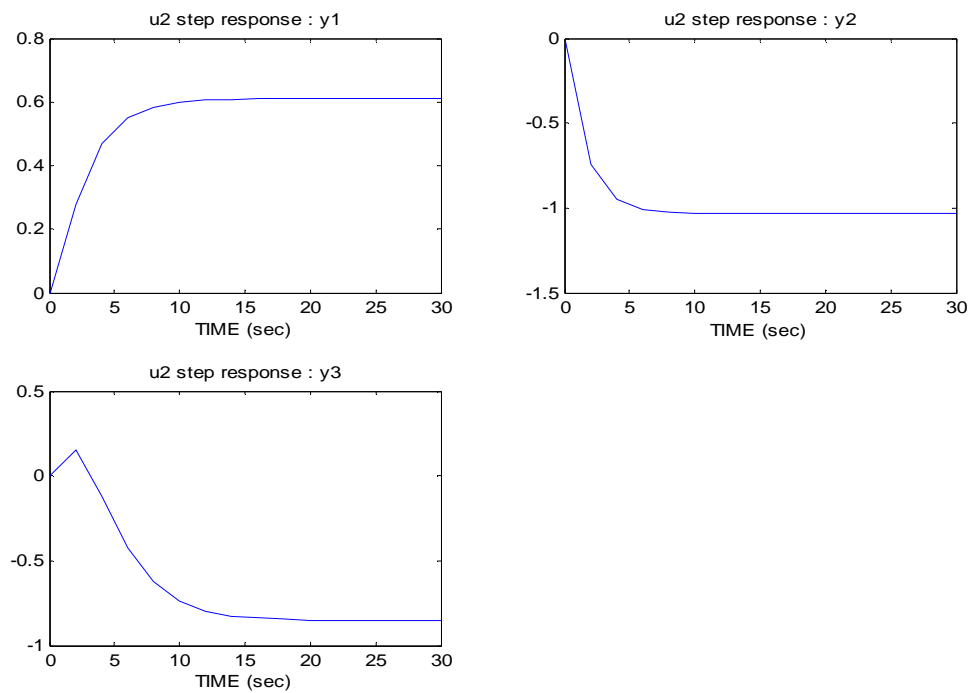 u2 step response : y1
0.8
0.6
0.4
0.2
0
0 5 10 15 20 25 30
TIME (sec)
u2 step response : y2
0
-0.5
-1
-1.5
0 5 10 15 20 25 30
TIME (sec)
u2 step response : y3
0.5
0
-0.5
-1
0 5 10 15 20 25 30
TIME (sec)